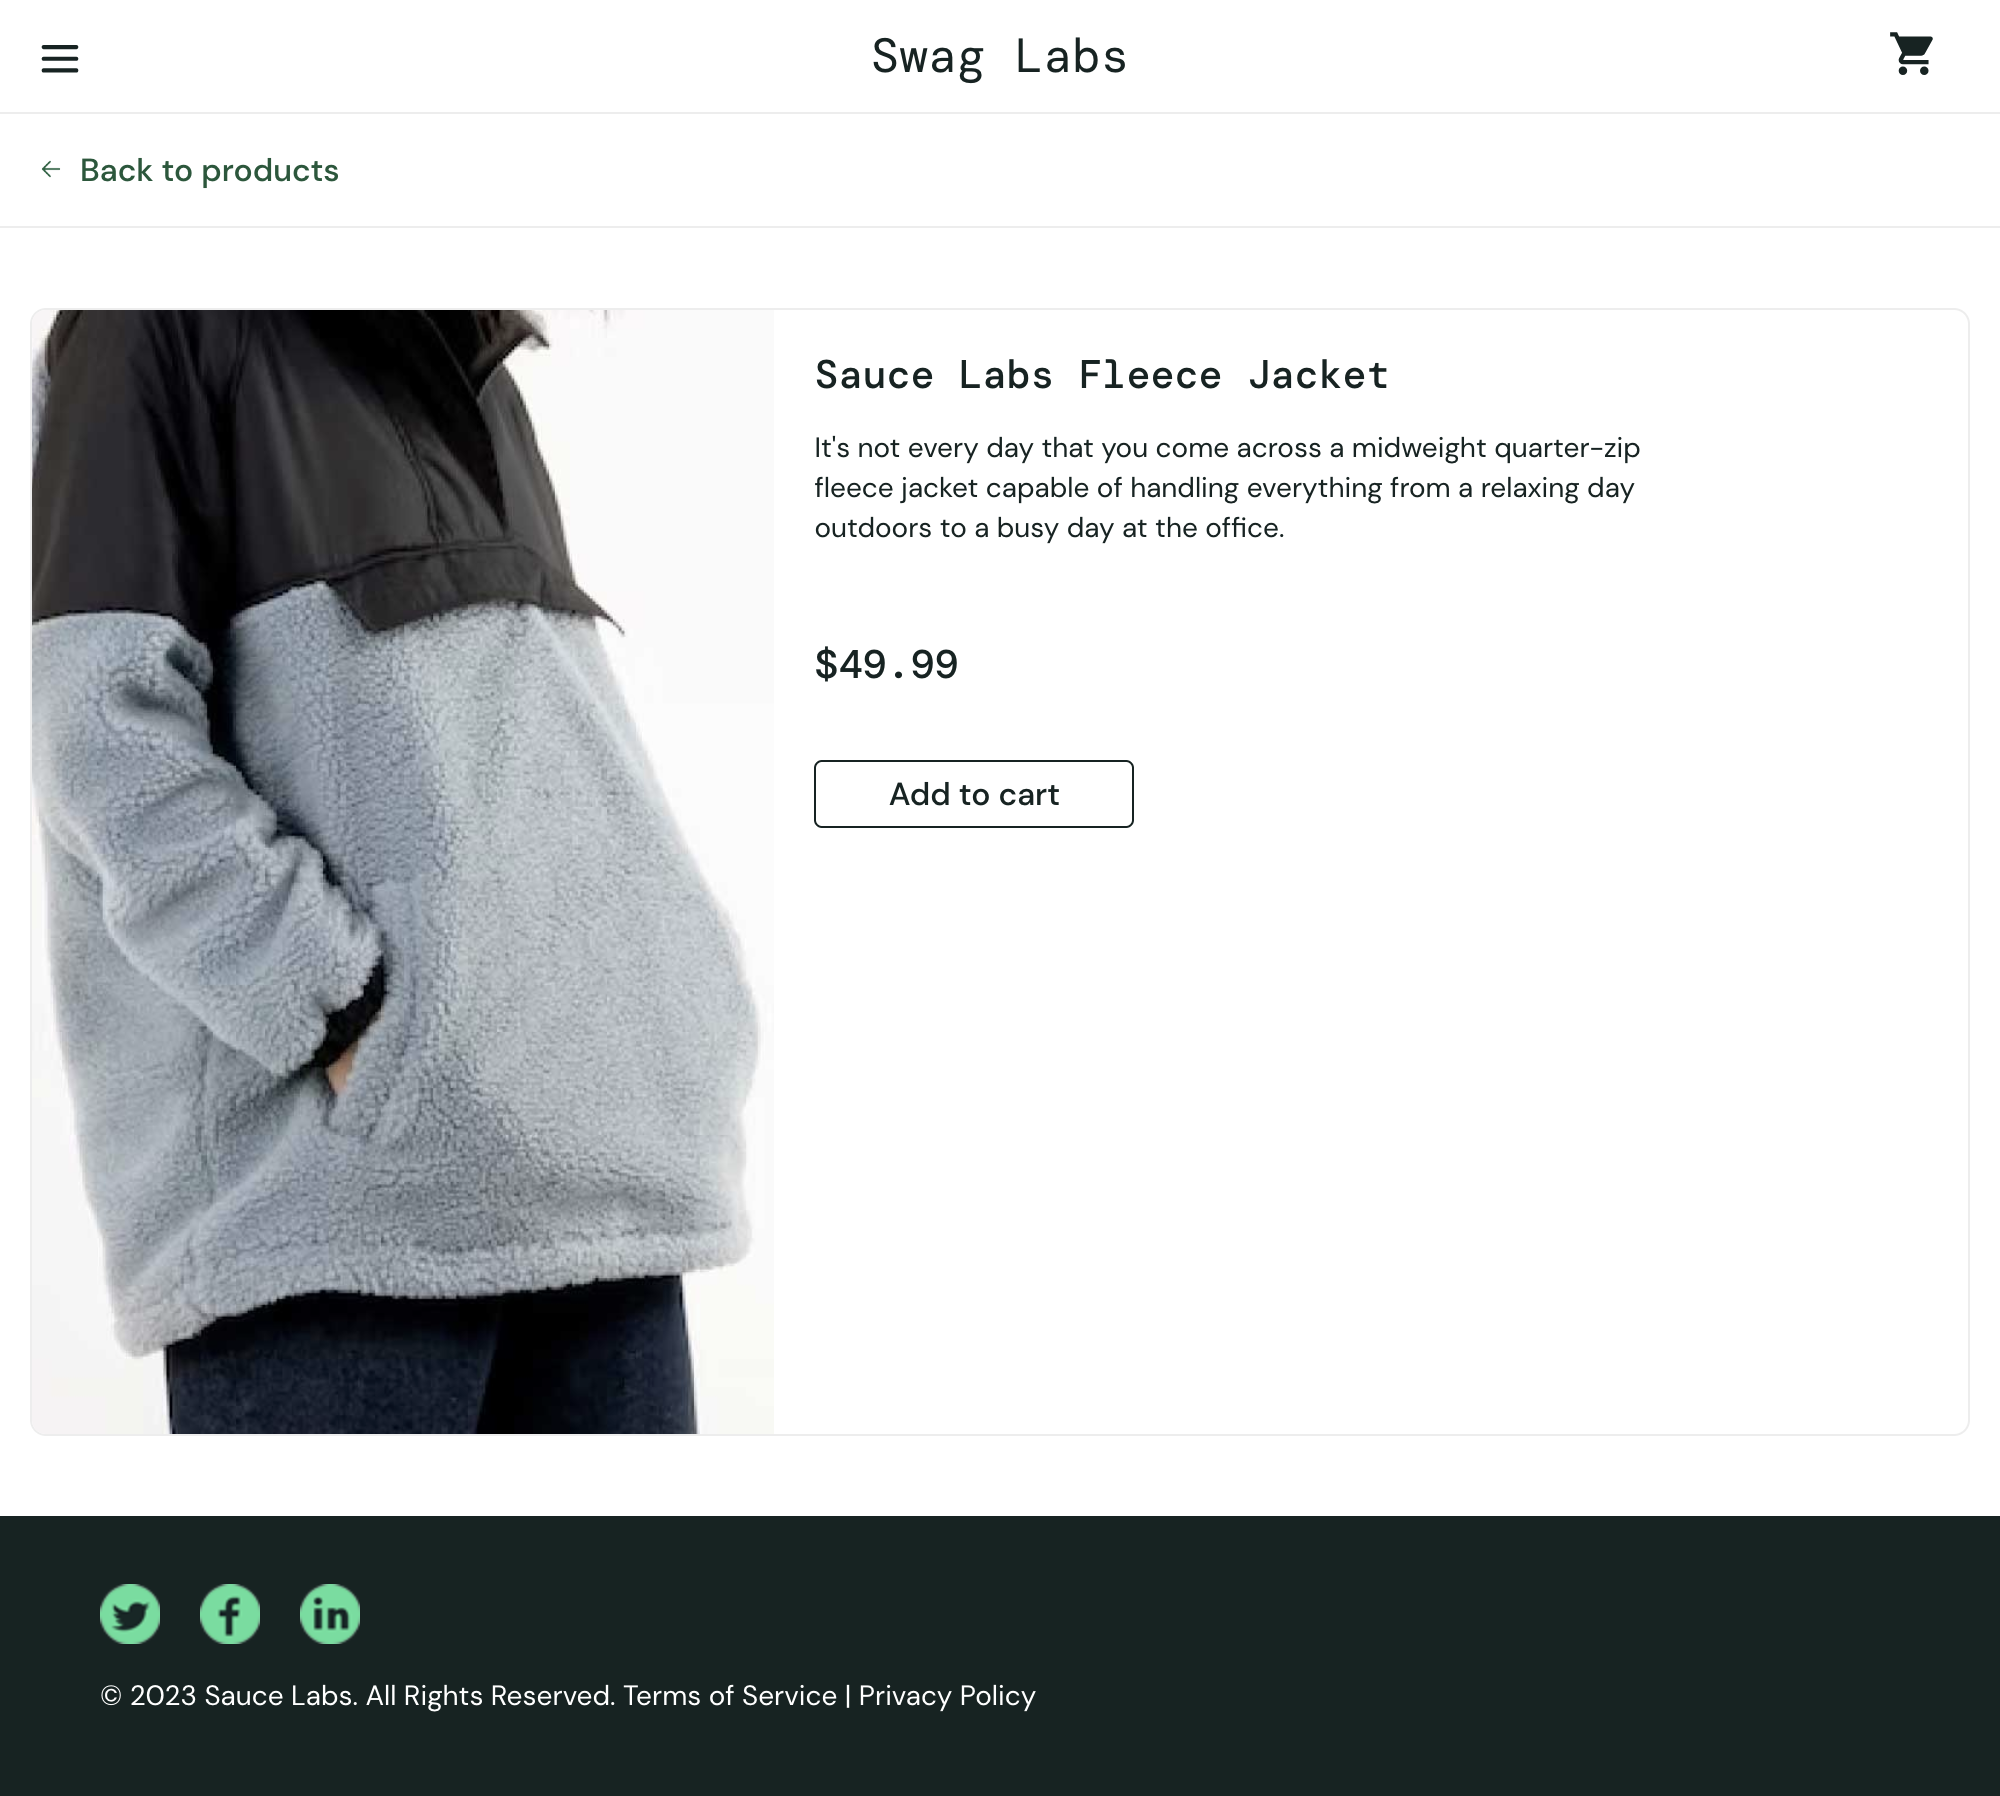 Swag Labs
Back to products
Sauce Labs Fleece Jacket
It's not every day that you come across a midweight quarter-zip
fleece jacket capable of handling everything from a relaxing day
outdoors to a busy day at the office.
$49.99
Add to cart
© 2023 Sauce Labs. All Rights Reserved. Terms of Service | Privacy Policy